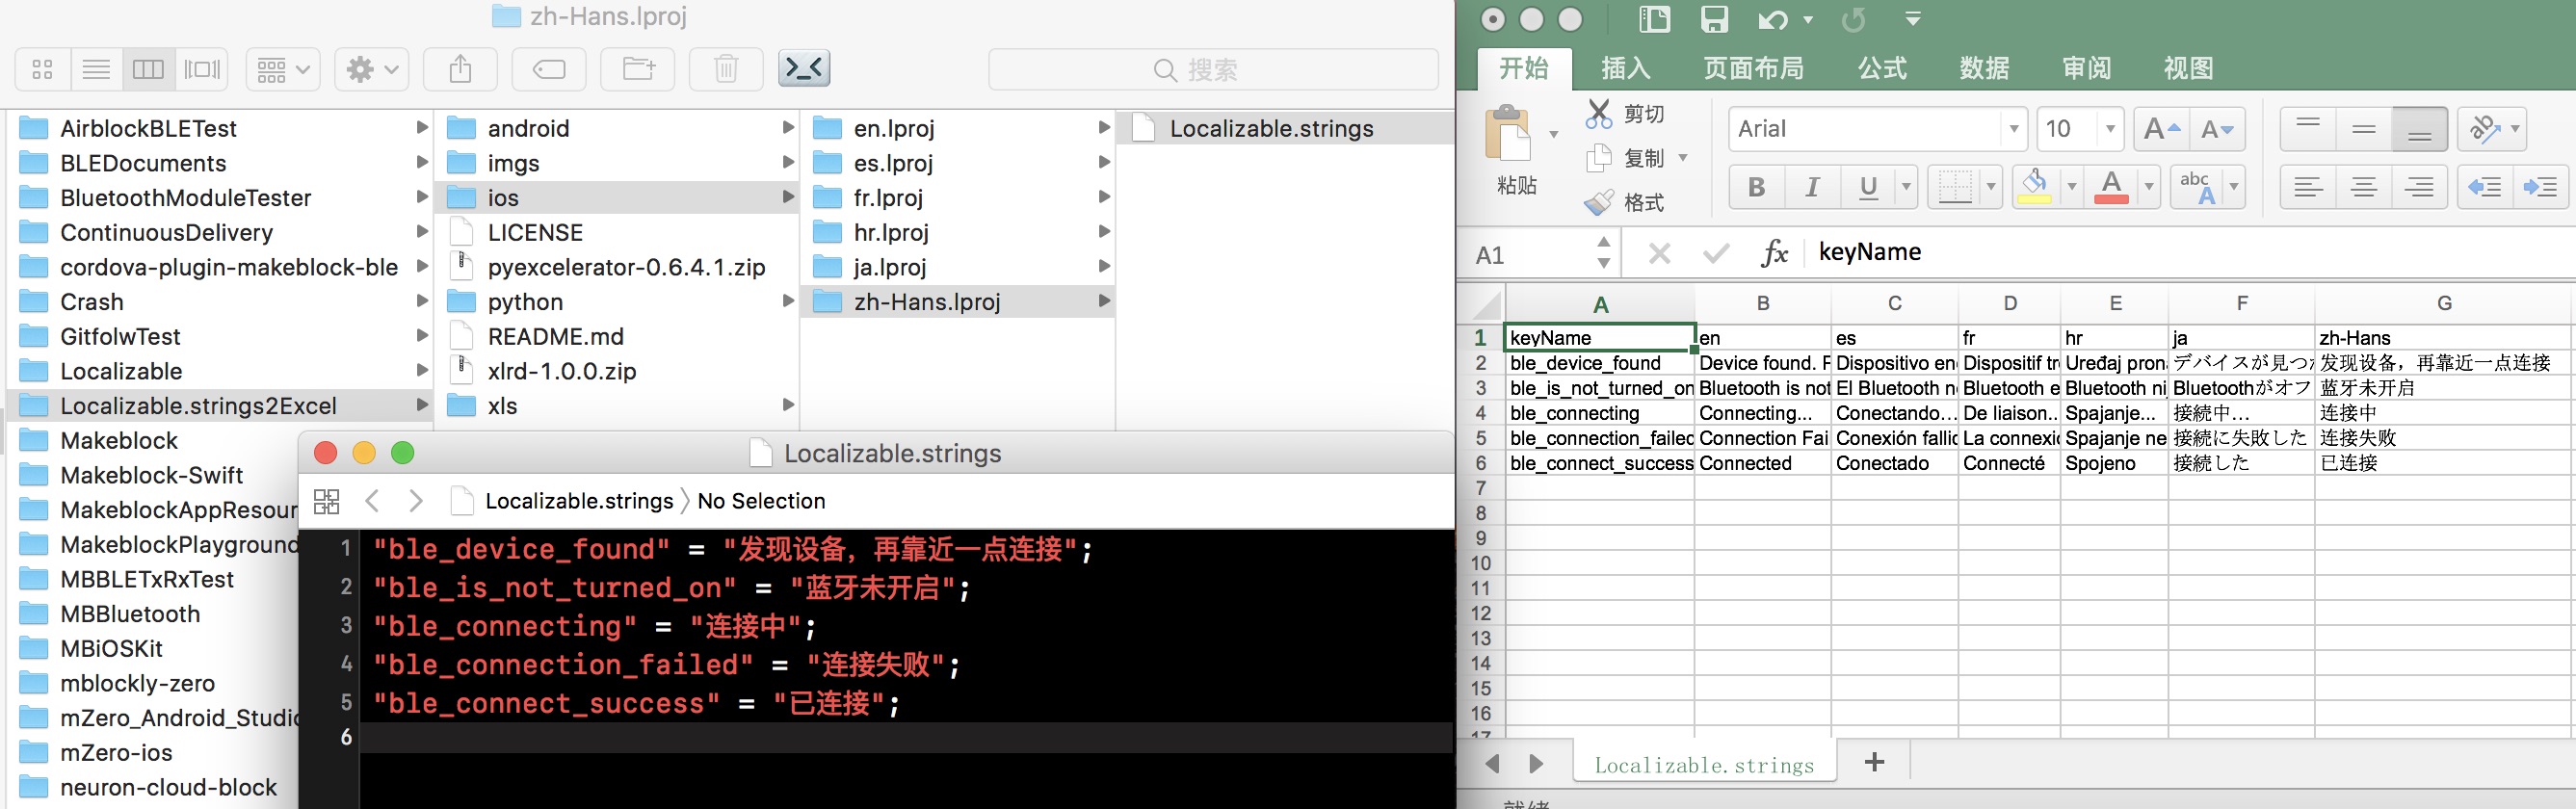 zh-Hans.lproj
搜索
AirblockBLETest
BLEDocuments
BluetoothModuleTester
ContinuousDelivery
cordova-plugin-makeblock-ble
Crash
GitfolwTest
Localizable
Localizable.strings2Excel
Makeblock
Makeblock-Swift
MakeblockAppResour
MakeblockPlayground
MBBLETxRxTest
MBBluetooth
MBiOSKit
mblockly-zero
mZero_Android_Studio
mZero-ios
neuron-cloud-block
android
imgs
ios
LICENSE
pyexcelerator-0.6.4.1.zip
python
README.md
xlrd-1.0.0.zip
xls
en.lproj
es.lproj
fr.lproj
hr.lproj
ja.lproj
zh-Hans.lproj
Localizable.strings
Localizable.strings
Localizable.strings 〉No Selection
1 "ble_device_found" = "发现设备，再靠近一点连接";
2 "ble_is_not_turned_on" = "蓝牙未开启";
3 "ble_connecting" = "连接中";
4 "ble_connection_failed" = "连接失败";
5 "ble_connect_success" = "已连接";
6
开始 插入 页面布局 公式 数据 审阅 视图
粘贴
剪切
复制
格式
Arial 10 A A
B I U A abc A
ab
A1 fx keyName
A B C D E F G
1 keyName en es fr hr ja zh-Hans
2 ble_device_found Device found. F Dispositivo en Dispositif tr Uređaj pron デバイスが見つか 发现设备，再靠近一点连接
3 ble_is_not_turned_on Bluetooth is not El Bluetooth n Bluetooth e Bluetooth ni Bluetoothがオフ 蓝牙未开启
4 ble_connecting Connecting... Conectando... De liaison... Spajanje... 接続中... 连接中
5 ble_connection_failed Connection Fai Conexión fallid La connexi Spajanje ne 接続に失敗した 连接失败
6 ble_connect_success Connected Conectado Connecté Spojeno 接続した 已连接
7
8
9
10
11
12
13
14
15
16
17
Localizable.strings +
就绪